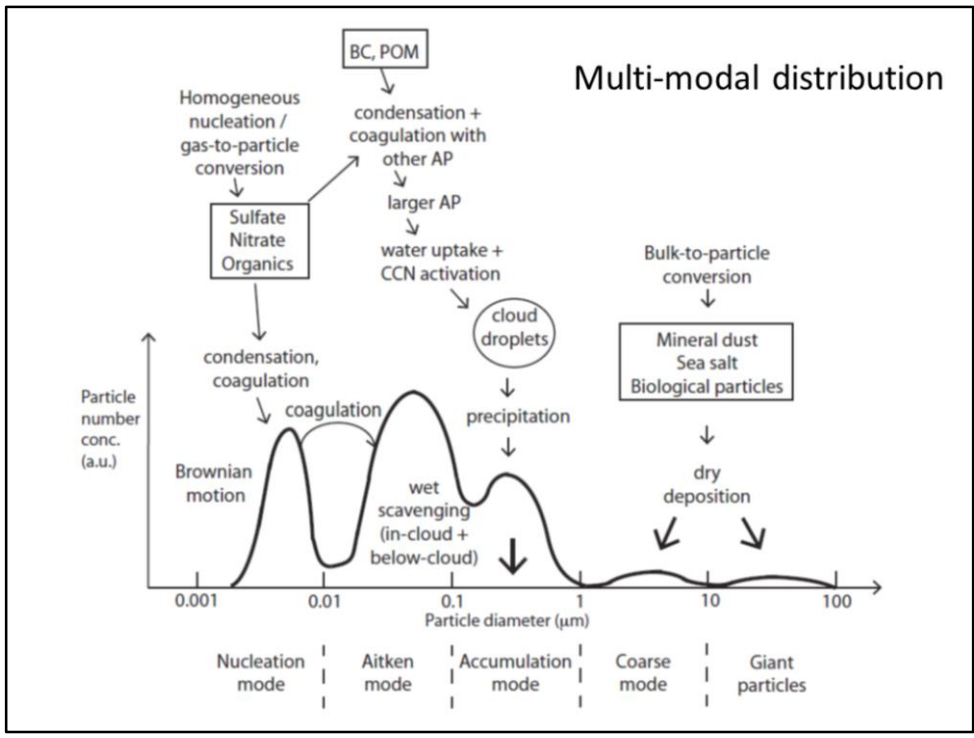 Multi-modal distribution
BC, POM
Homogeneous
nucleation /
gas-to-particle
conversion
condensation +
coagulation with
other AP
Sulfate
Nitrate
Organics
larger AP
water uptake +
CCN activation
cloud
droplets
Bulk-to-particle
conversion
Mineral dust
Sea salt
Biological particles
condensation,
coagulation
coagulation
precipitation
dry
deposition
Particle
number
conc.
(a.u.)
Brownian
motion
wet
scavenging
(in-cloud +
below-cloud)
0.001 0.01 0.1 1 10 100
Particle diameter (μm)
Nucleation
mode
Aitken
mode
Accumulation
mode
Coarse
mode
Giant
particles